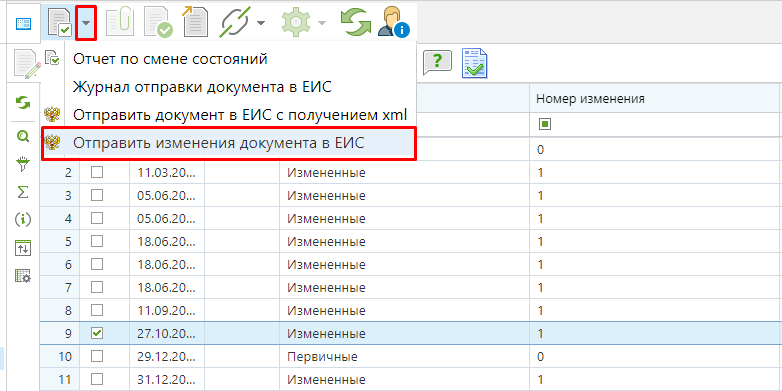 Отчет по смене состояний
Журнал отправки документа в ЕИС
Отправить документ в ЕИС с получением xml
Отправить изменения документа в ЕИС
Номер изменения
0
2 11.03.20... Измененные 1
3 05.06.20... Измененные 1
4 05.06.20... Измененные 1
5 18.06.20... Измененные 1
6 18.06.20... Измененные 1
7 18.06.20... Измененные 1
8 11.09.20... Измененные 1
9 27.10.20... Измененные 1
10 29.12.20... Первичные 0
11 31.12.20... Измененные 1